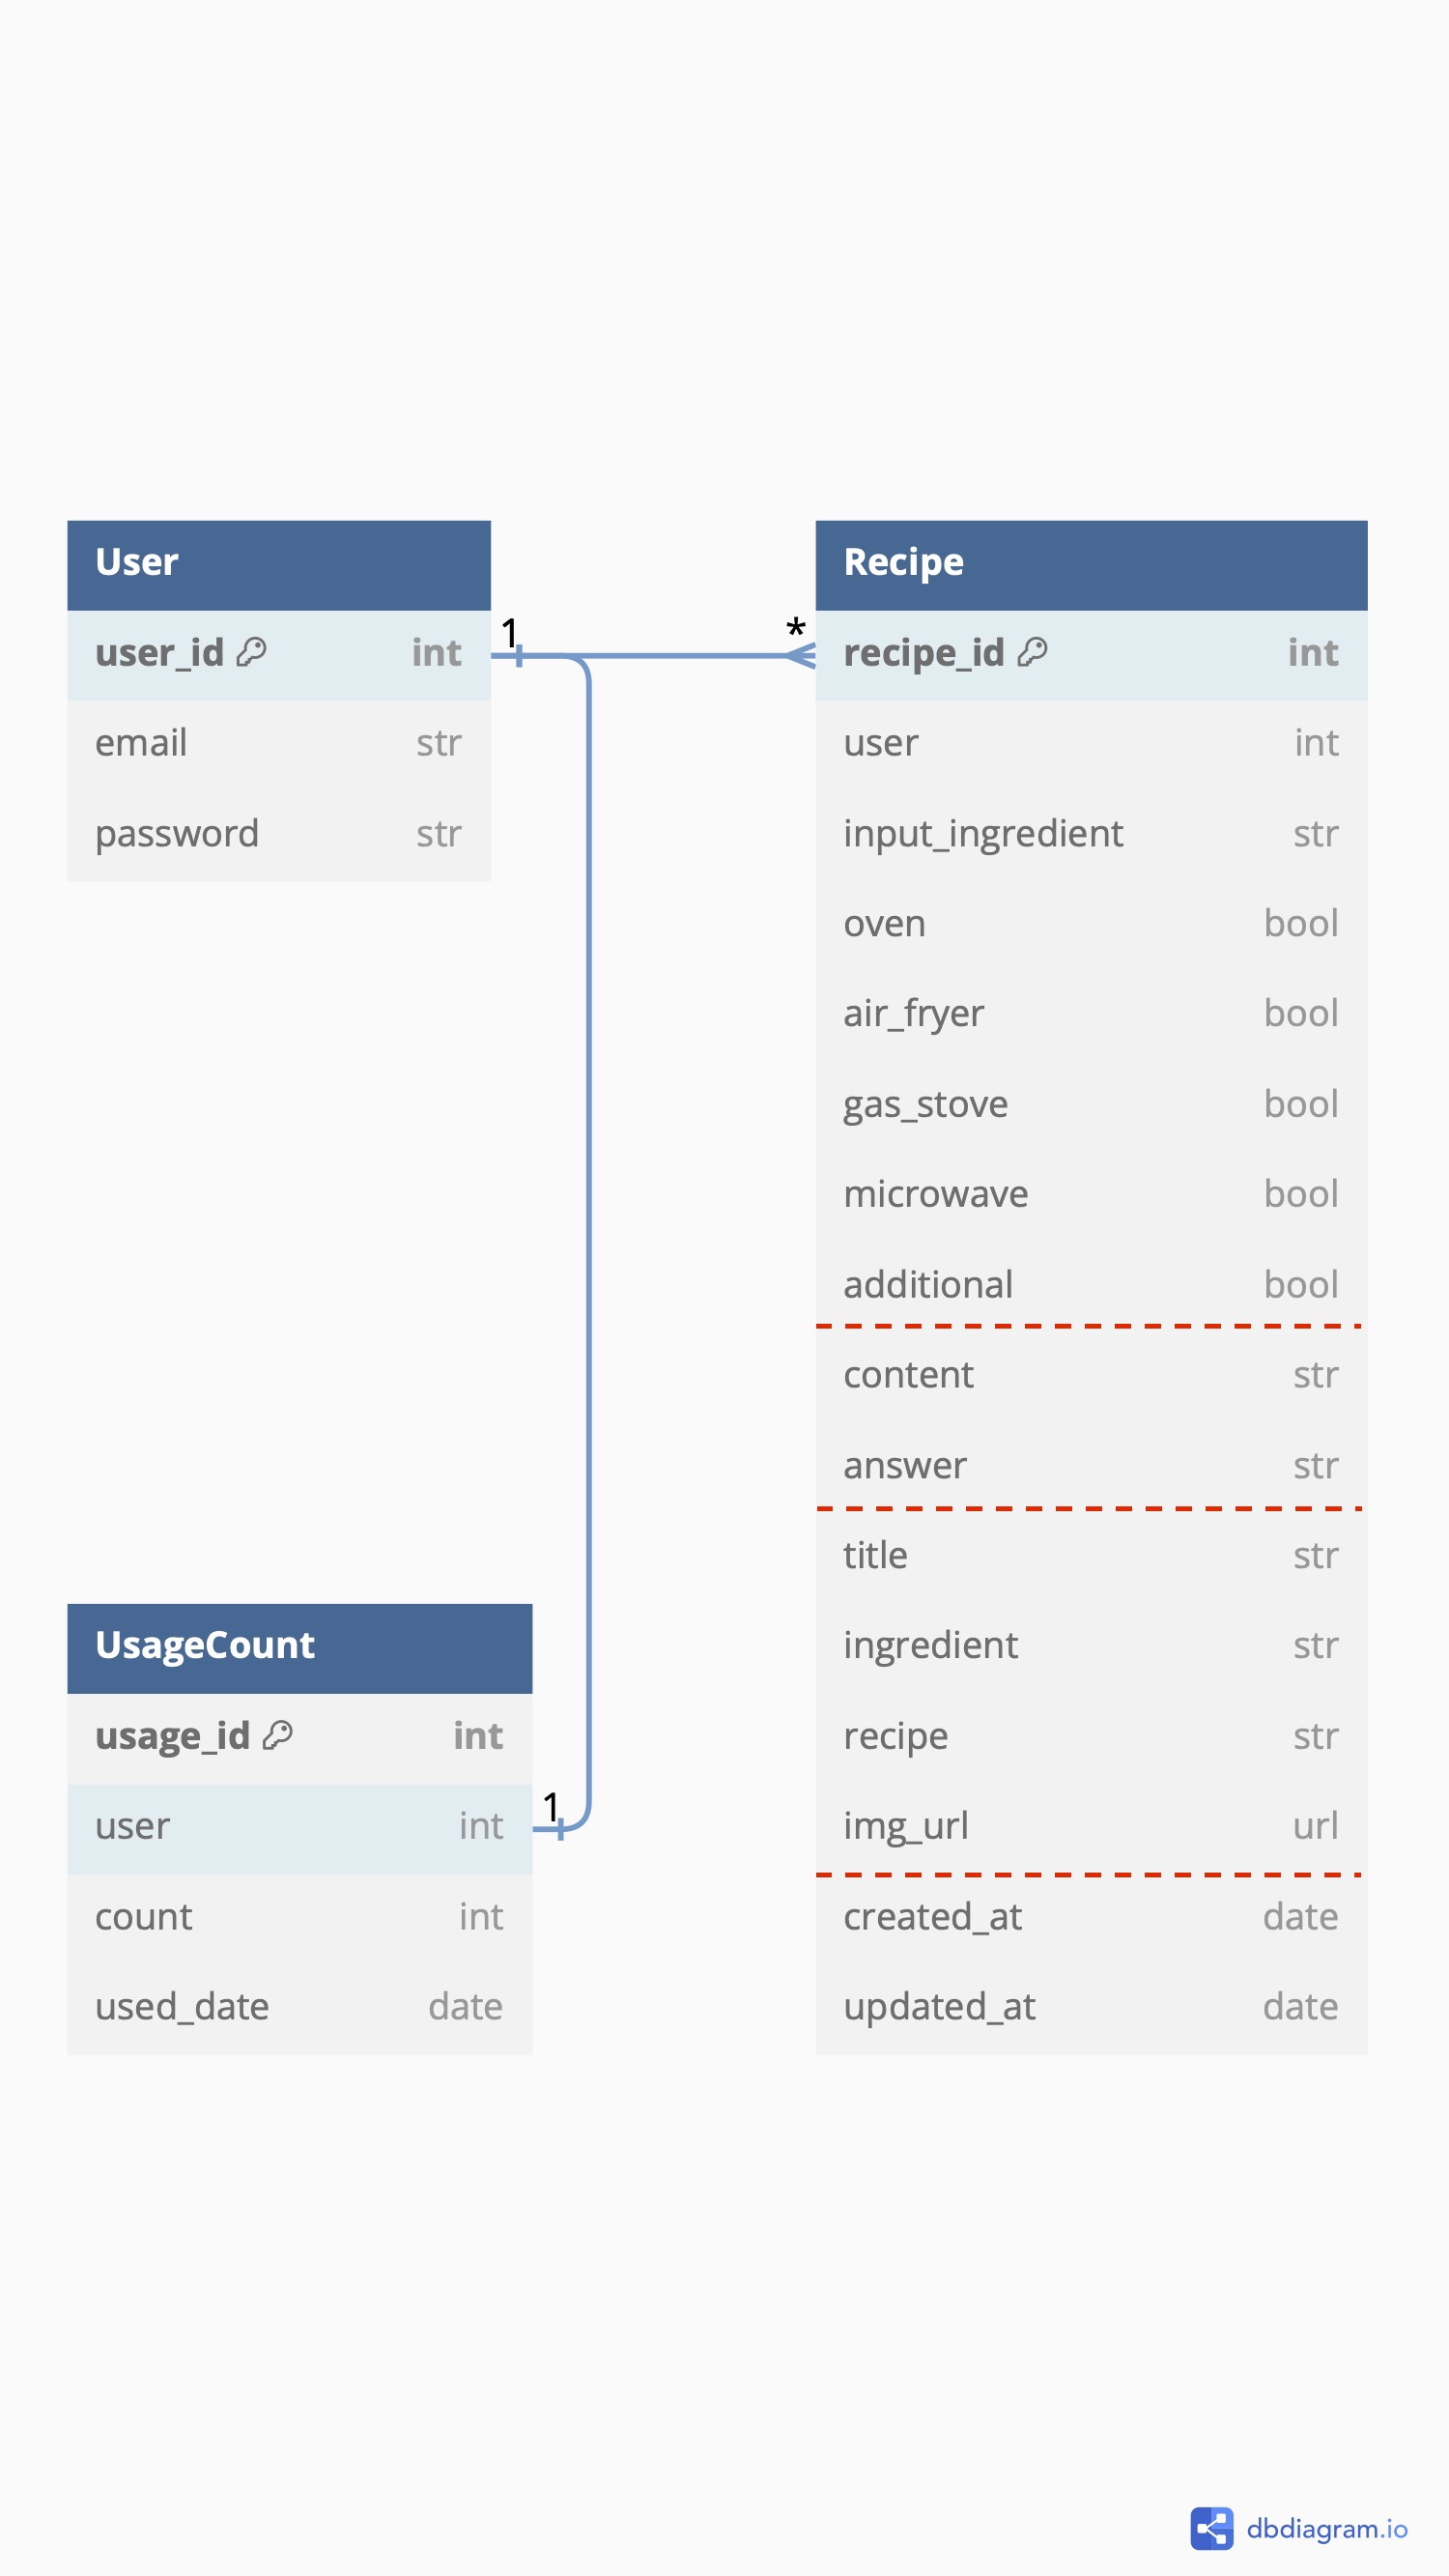 User
user_id int
email str
password str
1 *
Recipe
recipe_id int
user int
input_ingredient str
oven bool
air_fryer bool
gas_stove bool
microwave bool
additional bool
content str
answer str
title str
ingredient str
recipe str
img_url url
created_at date
updated_at date
UsageCount
usage_id int
user int
1
count int
used_date date
dbdiagram.io